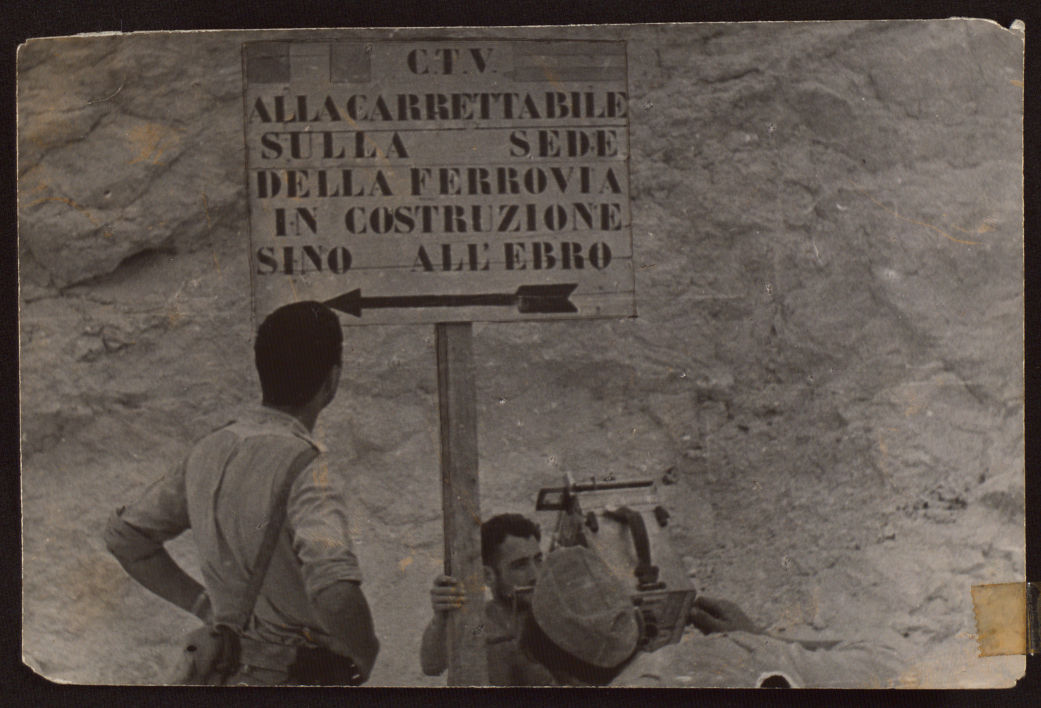 C.T.V.
ALLA CARRETTABILE
SULLA SEDE
DELLA FERROVIA
IN COSTRUZIONE
SINO ALL'EBRO